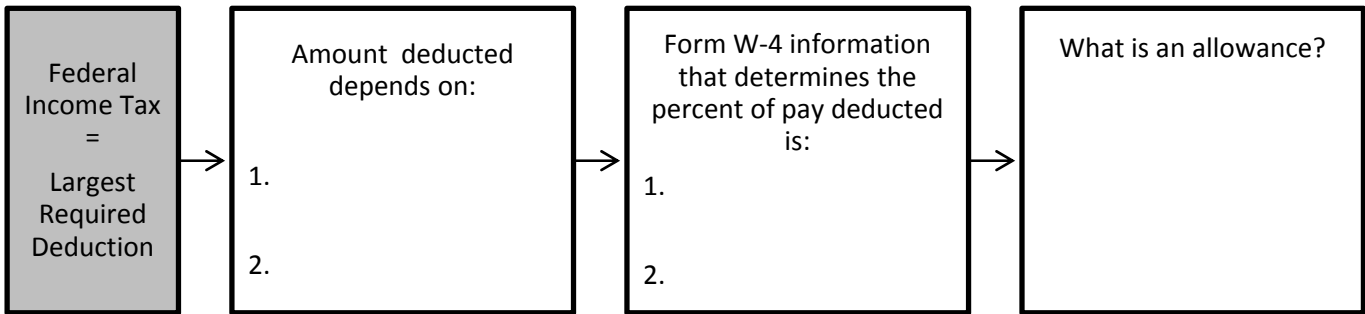 Federal
Income Tax
=
Largest
Required
Deduction
Amount deducted
depends on:
1.
2.
Form W-4 information
that determines the
percent of pay deducted
is:
1.
2.
What is an allowance?